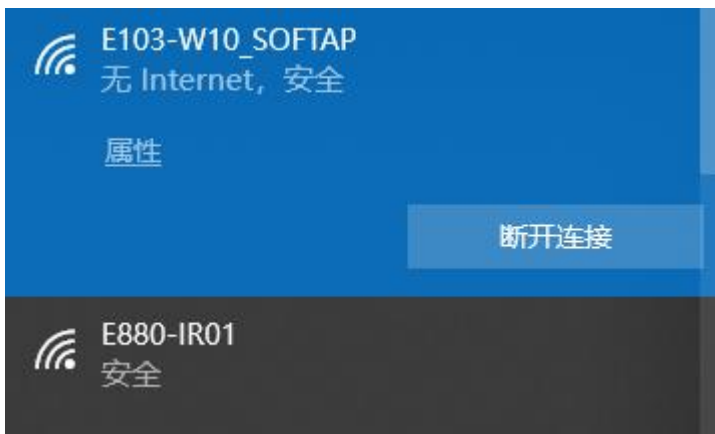 E103-W10_SOFTAP
无 Internet，安全
属性
断开连接
E880-IR01
安全